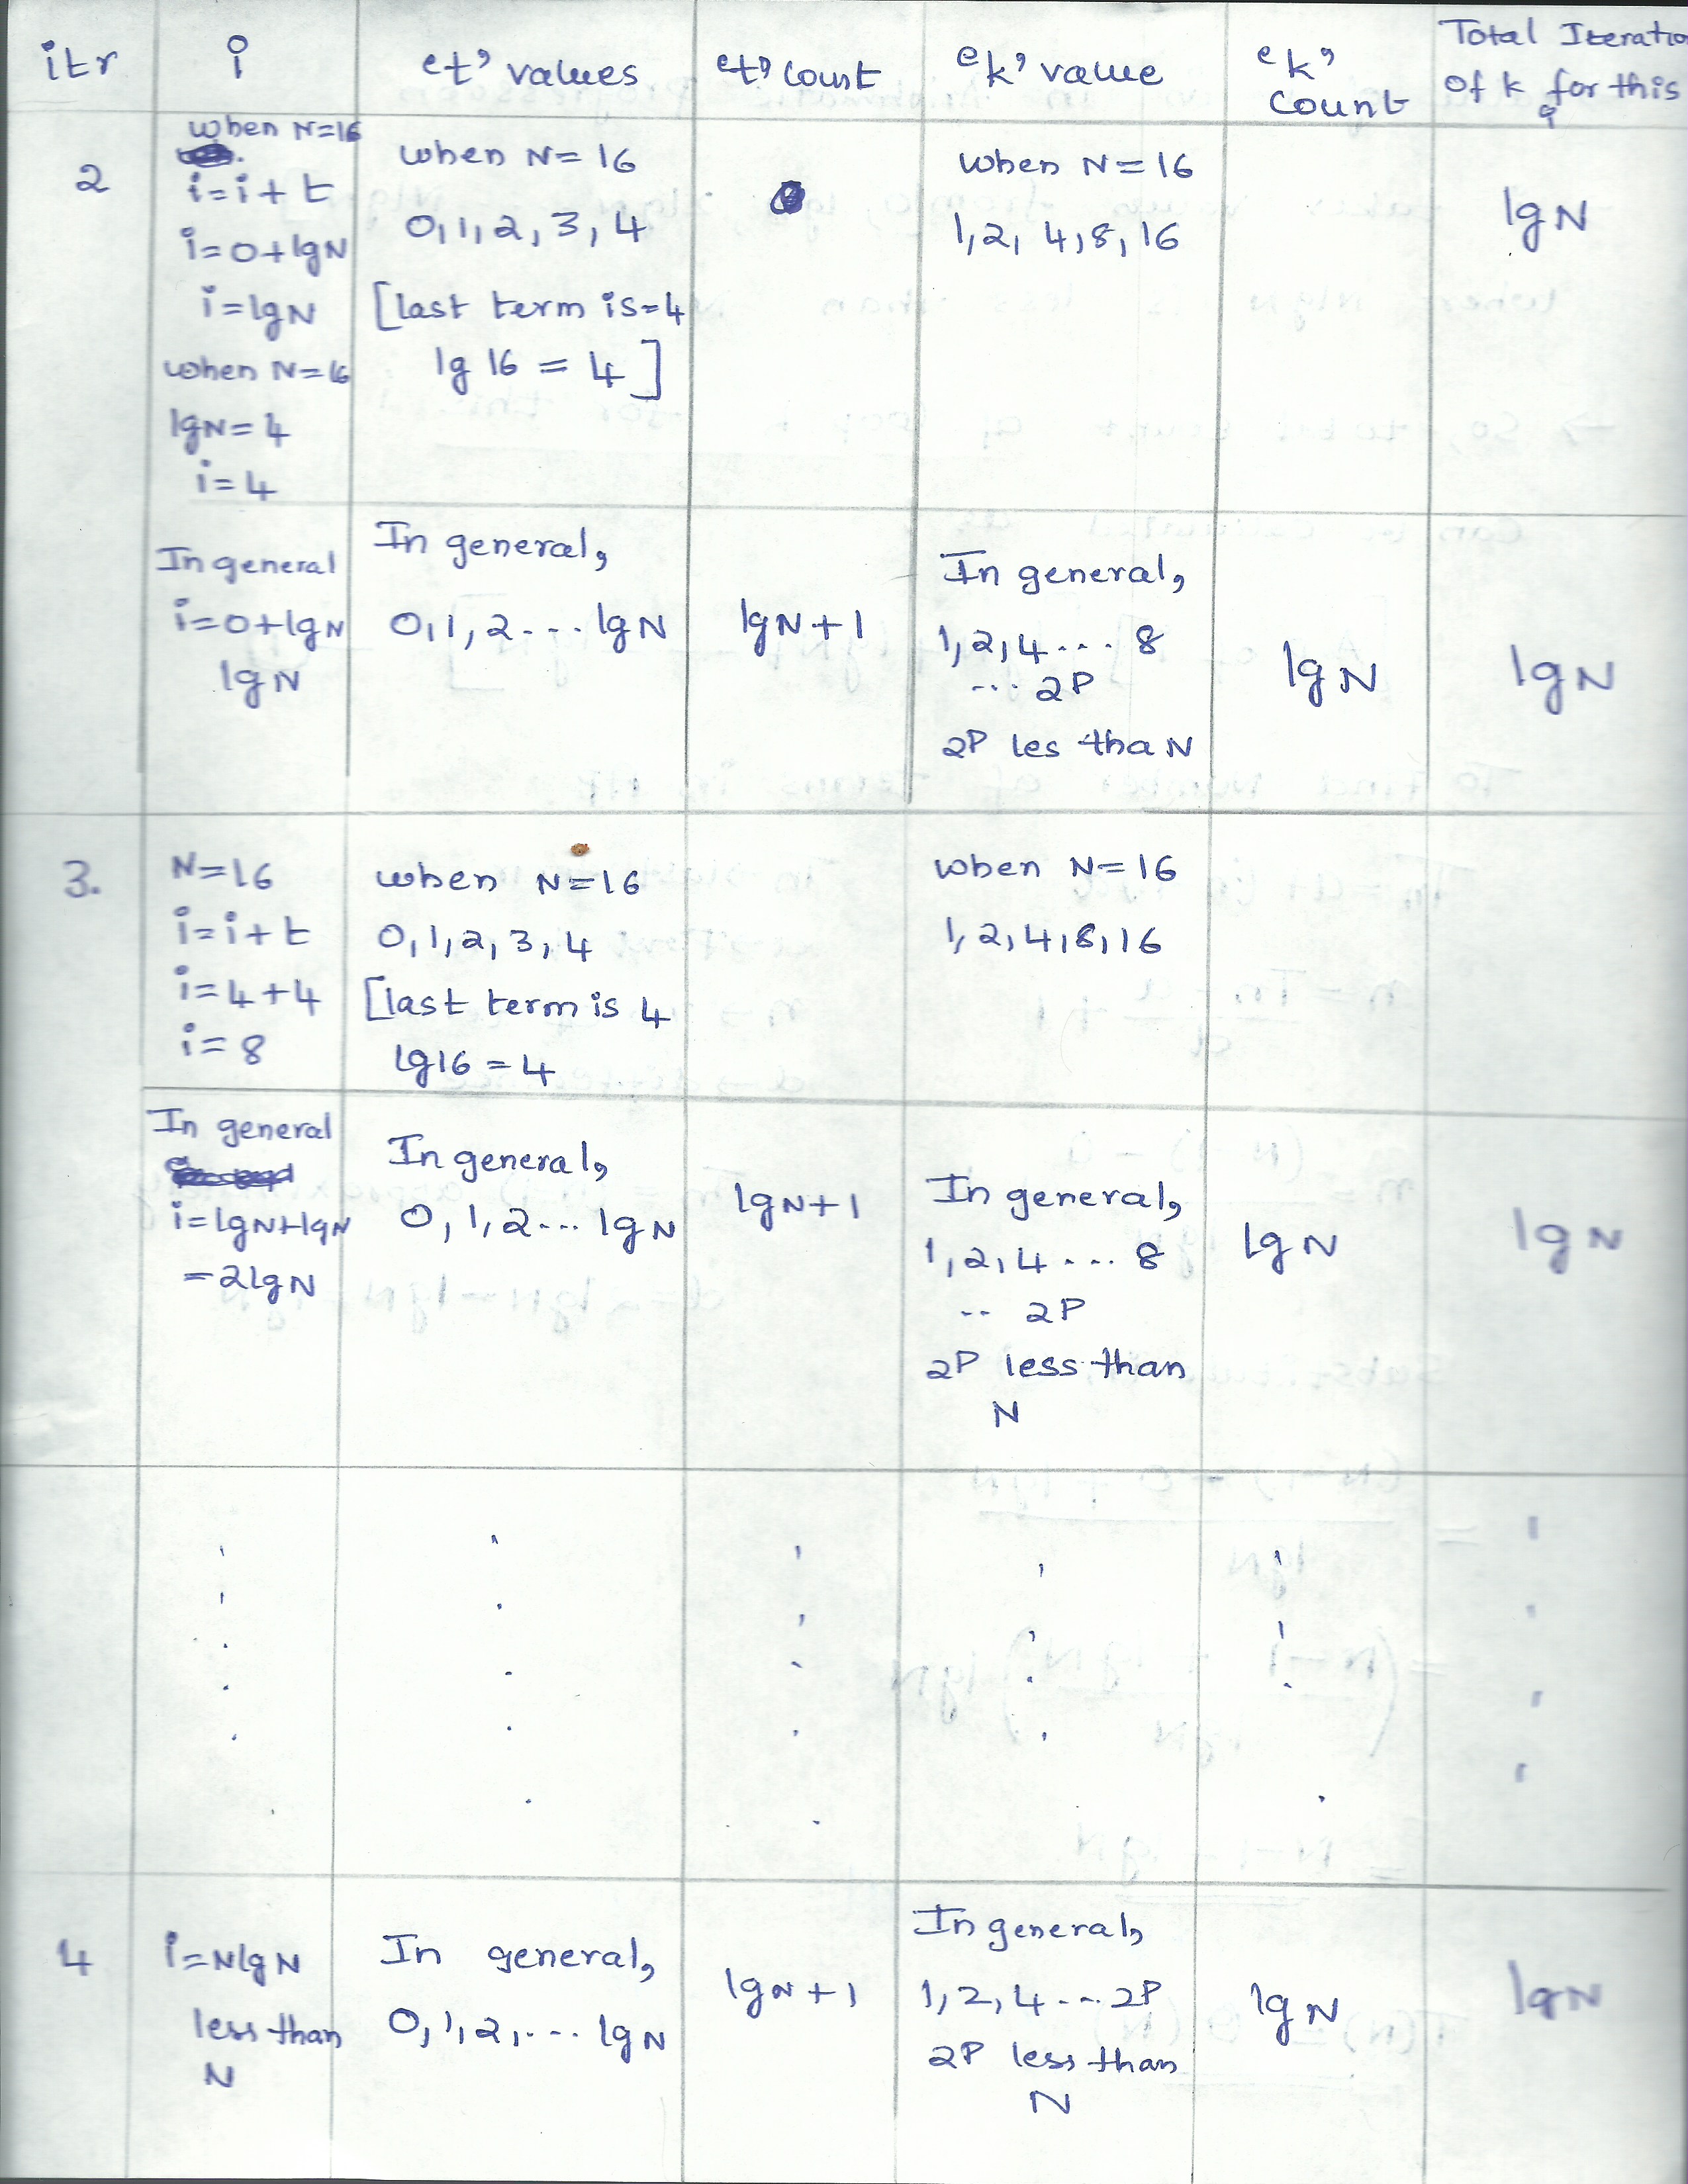 itr
i
't' values
't' count
'k' value
'k'
count
Total Iteratio
of k for this
i
2
when N=16
i=i+t
i=0+lgN
i=lgN
when N=16
lgN=4
i=4
when N=16
0,1,2,3,4
[last term is=4
lg16=4]
when N=16
1,2,4,8,16
lgN
In general
i=0+lgN
lgN
In general,
0,1,2...lgN
lgN+1
In general,
1,2,4....8
...2P
2P les tha N
lgN
lgN
3.
N=16
i=i+t
i=4+4
i=8
when N=16
0,1,2,3,4
[last term is 4
lg16=4
when N=16
1,2,4,8,16
In general
i=lgN+lgN
=2lgN
In general,
0,1,2...lgN
lgN+1
In general,
1,2,4....8
..2P
2P less than
N
lgN
lgN
4
i=NlgN
less than
N
In general,
0,1,2,...lgN
lgN+1
In general,
1,2,4...2P
2P less than
N
lgN
lgN